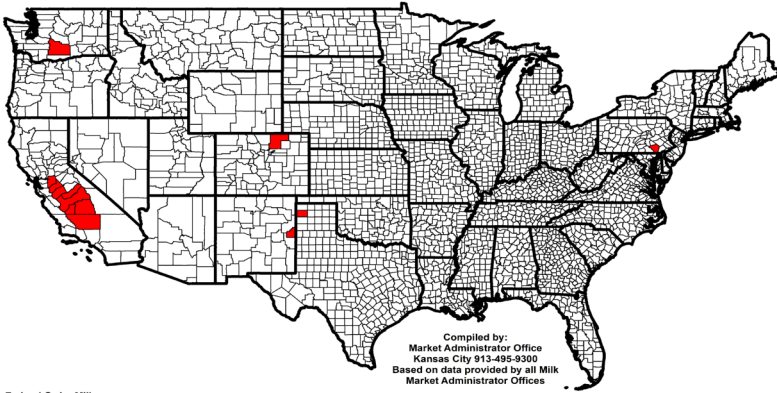 Compiled by:
Market Administrator Office
Kansas City 913-495-9300
Based on data provided by all Milk
Market Administrator Offices